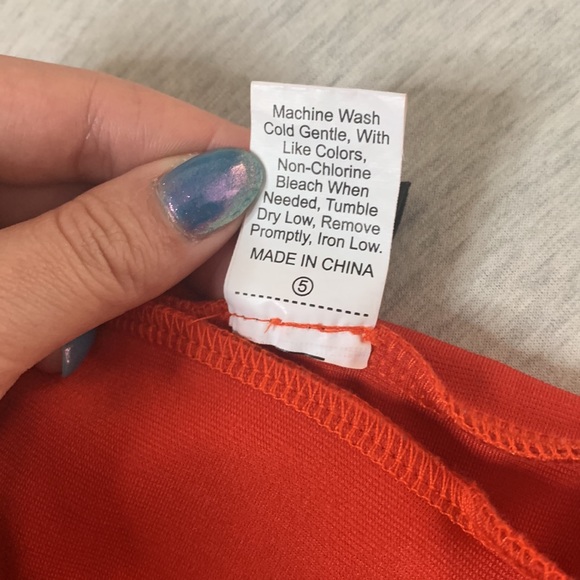 Machine Wash
Cold Gentle, With
Like Colors,
Non-Chlorine
Bleach When
Needed, Tumble
Dry Low, Remove
Promptly, Iron Low.
MADE IN CHINA
⑤